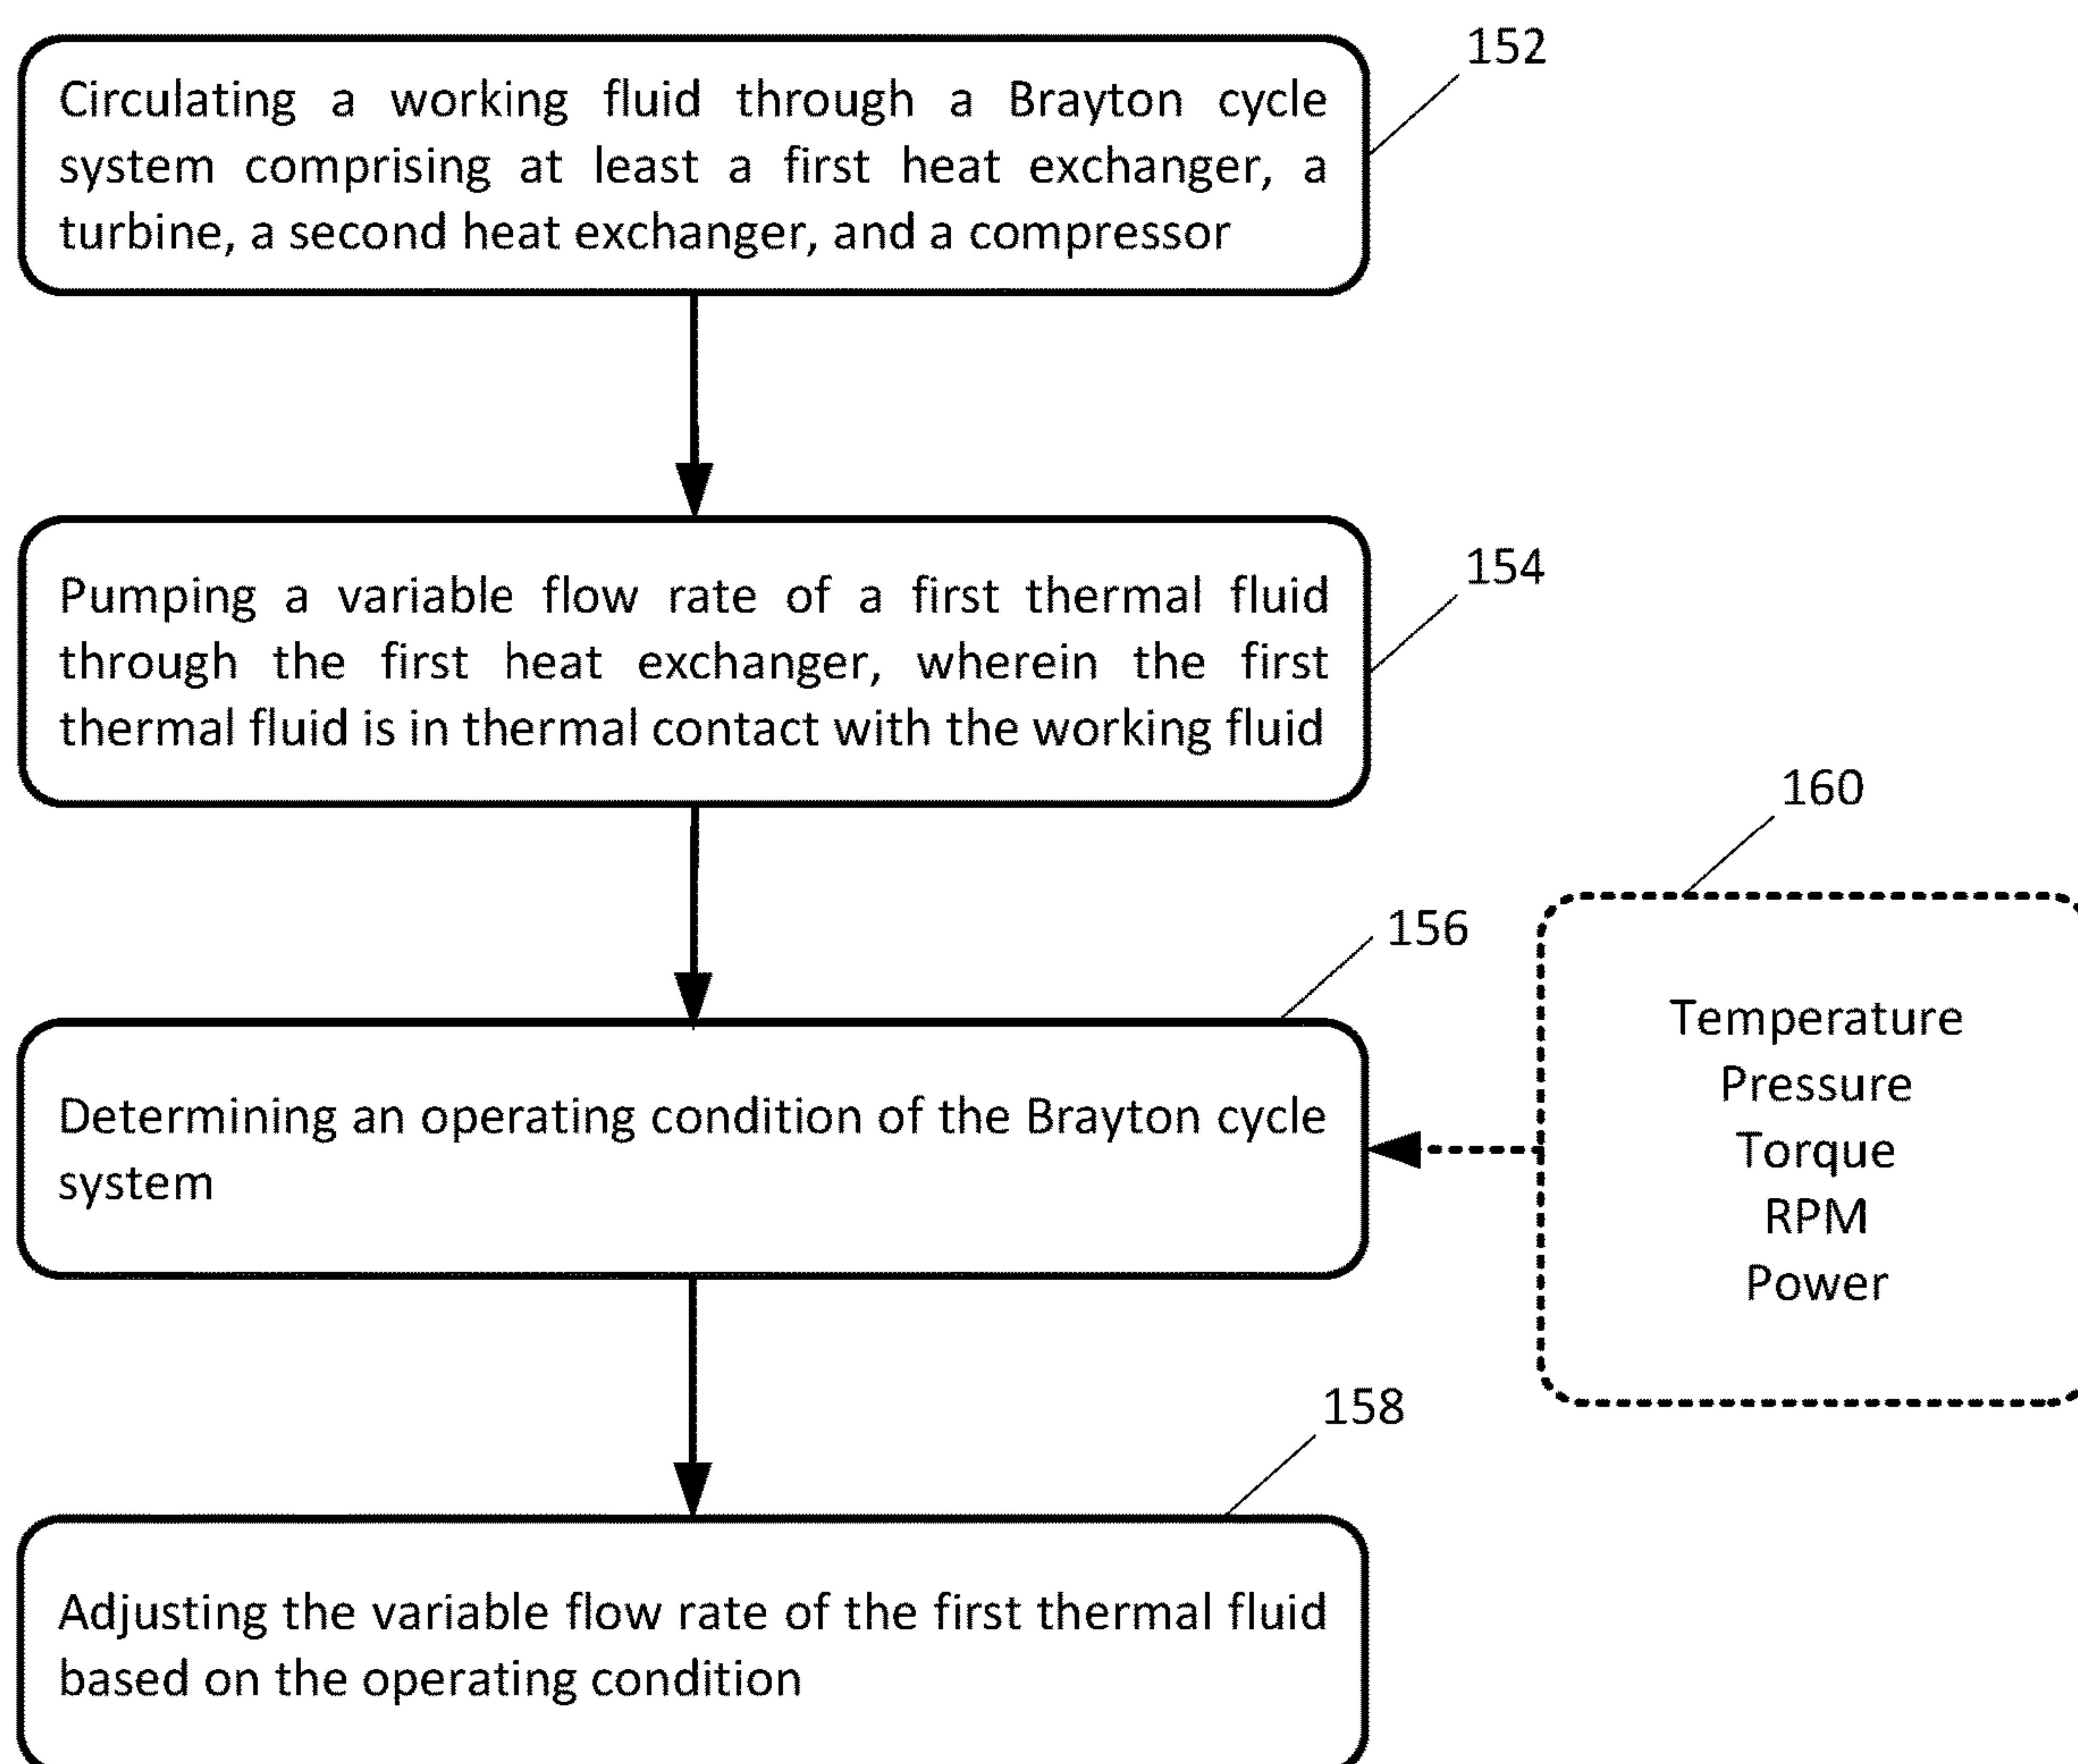 152
Circulating a working fluid through a Brayton cycle
system comprising at least a first heat exchanger, a
turbine, a second heat exchanger, and a compressor
154
Pumping a variable flow rate of a first thermal fluid
through the first heat exchanger, wherein the first
thermal fluid is in thermal contact with the working fluid
156
Determining an operating condition of the Brayton cycle
system
160
Temperature
Pressure
Torque
RPM
Power
158
Adjusting the variable flow rate of the first thermal fluid
based on the operating condition